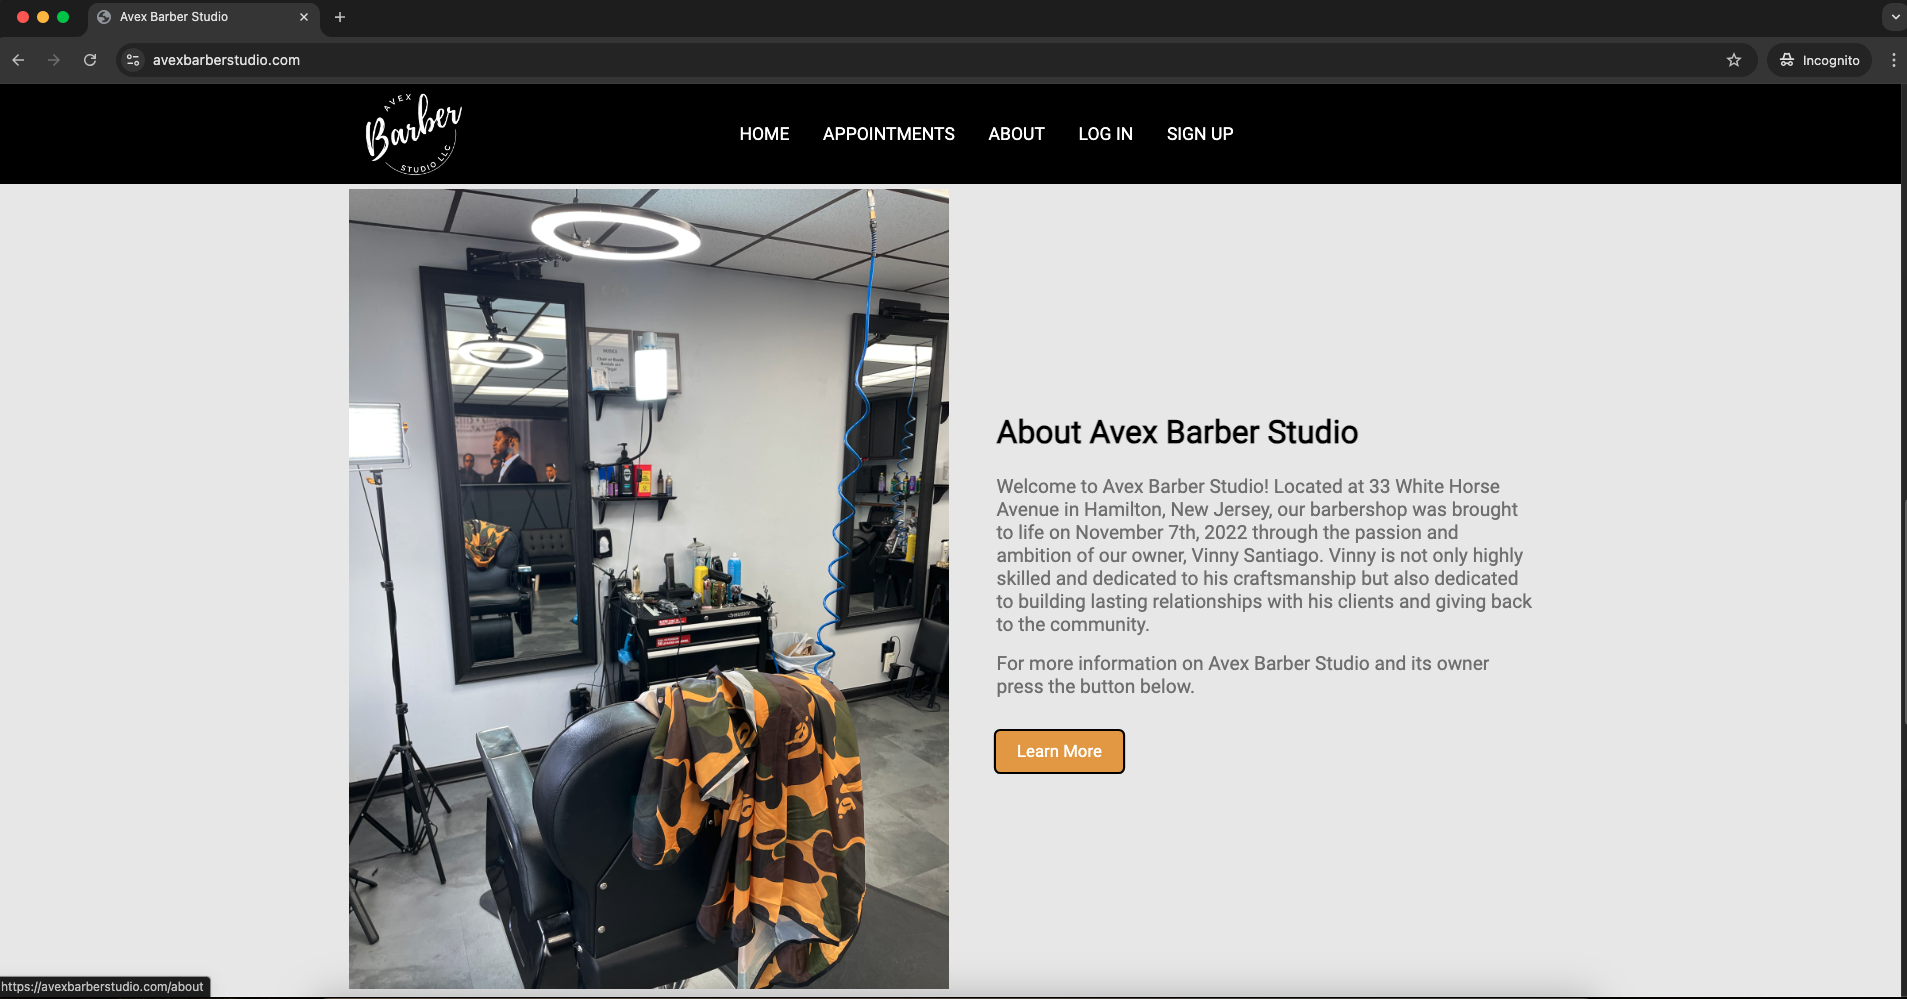 Avex Barber Studio
avexbarberstudio.com
Incognito
AVEX
Barber
STUDIO LLC
HOME
APPOINTMENTS
ABOUT
LOG IN
SIGN UP
About Avex Barber Studio
Welcome to Avex Barber Studio! Located at 33 White Horse
Avenue in Hamilton, New Jersey, our barbershop was brought
to life on November 7th, 2022 through the passion and
ambition of our owner, Vinny Santiago. Vinny is not only highly
skilled and dedicated to his craftsmanship but also dedicated
to building lasting relationships with his clients and giving back
to the community.
For more information on Avex Barber Studio and its owner
press the button below.
Learn More
https://avexbarberstudio.com/about